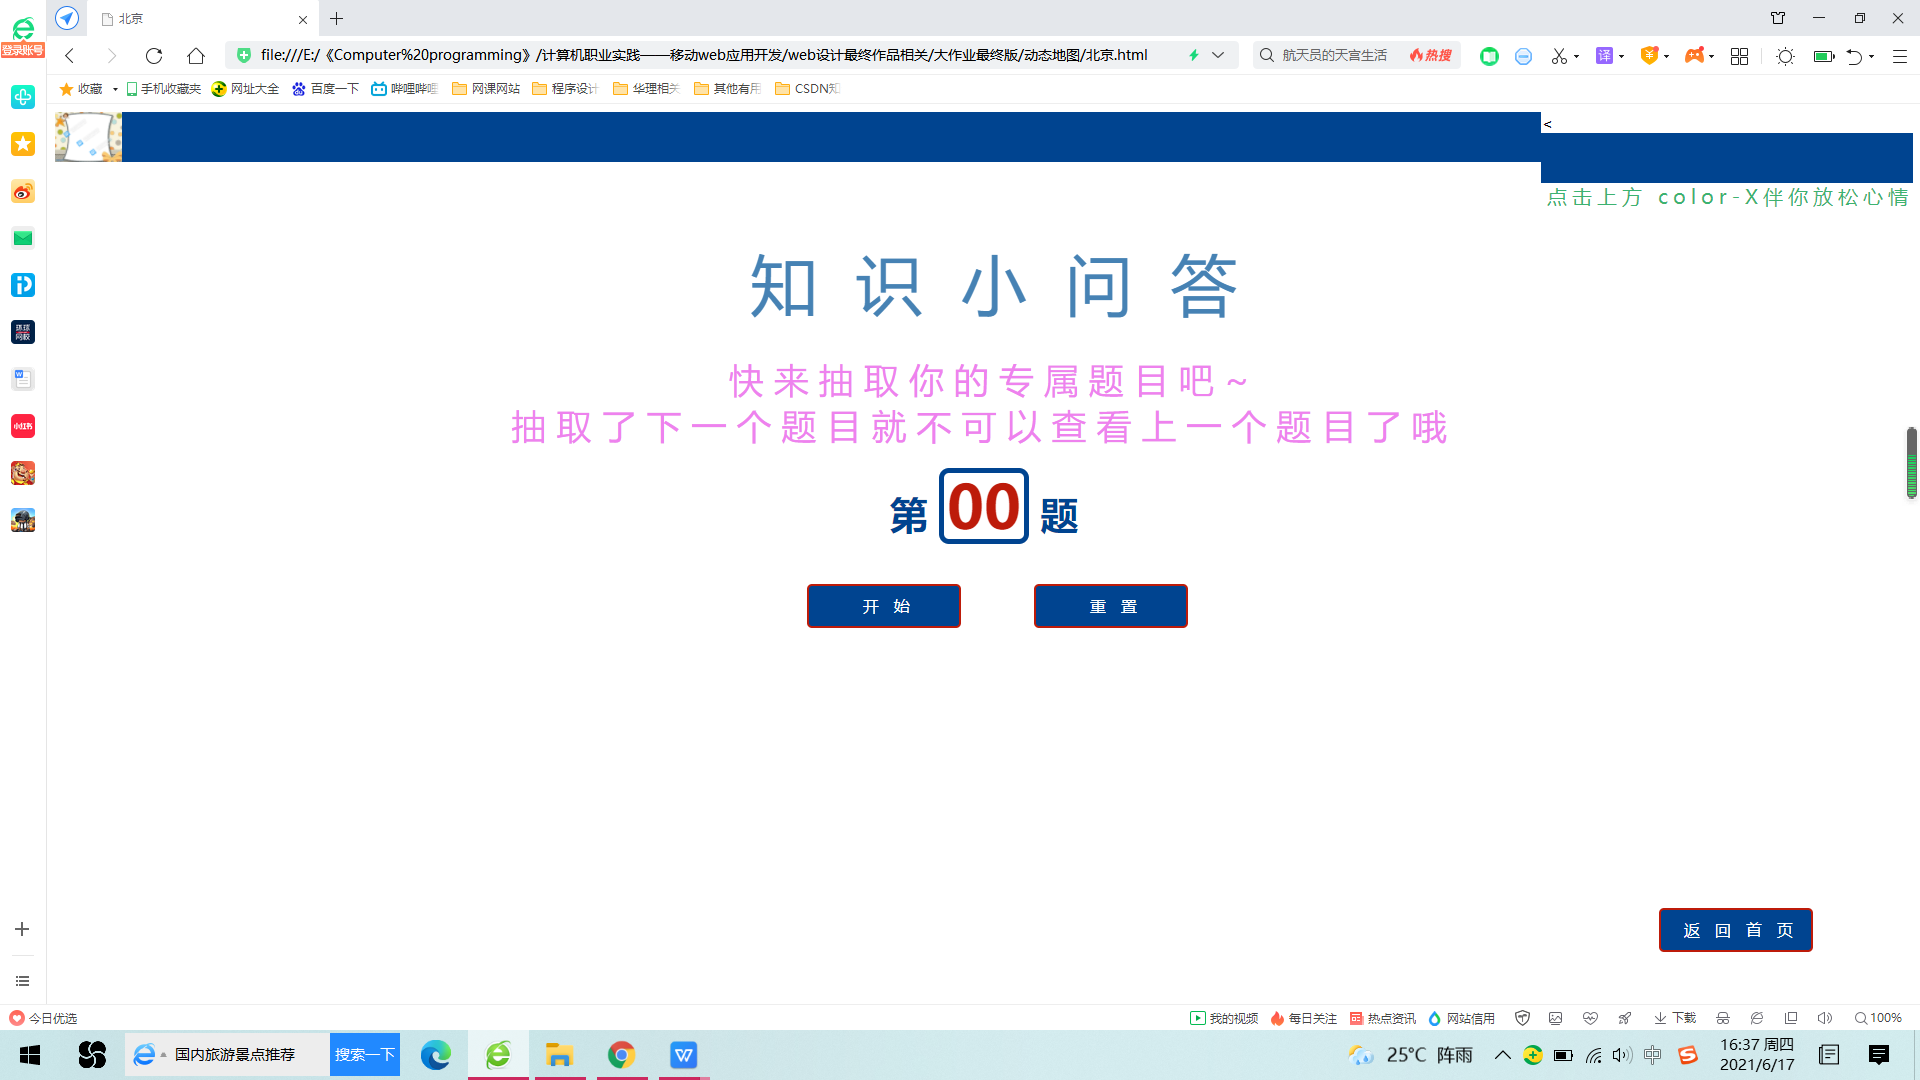 北京
登录账号
file:///E:/《Computer%20programming》/计算机职业实践——移动web应用开发/web设计最终作品相关/大作业最终版/动态地图/北京.html
航天员的天宫生活
热搜
译
收藏
手机收藏夹
网址大全
百度一下
哔哩哔哩
网课网站
程序设计
华理相关
其他有用
CSDN知
<
点击上方 color-X伴你放松心情
知识小问答
快来抽取你的专属题目吧~
抽取了下一个题目就不可以查看上一个题目了哦
第 00 题
开 始
重 置
返 回 首 页
环球
网校
小红书
今日优选
我的视频
每日关注
热点资讯
网站信用
下载
100%
国内旅游景点推荐
搜索一下
25°C 阵雨
中
16:37 周四
2021/6/17